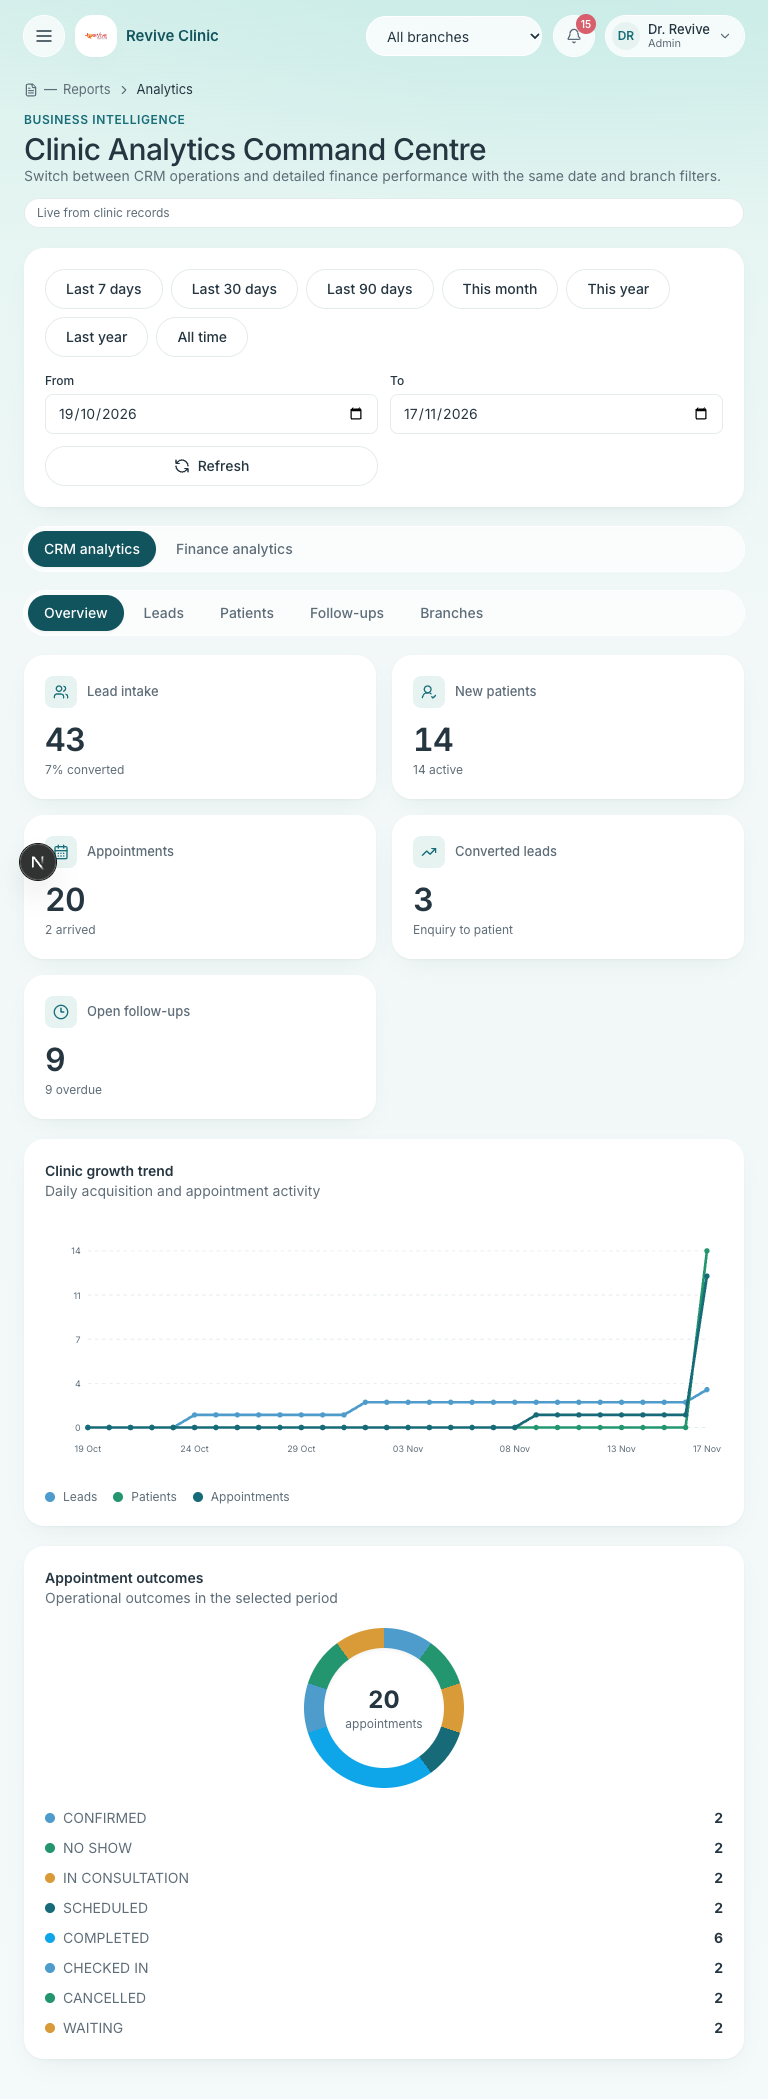 Revive Clinic
All branches
15
DR
Dr. Revive
Admin
— Reports > Analytics
BUSINESS INTELLIGENCE
Clinic Analytics Command Centre
Switch between CRM operations and detailed finance performance with the same date and branch filters.
Live from clinic records
Last 7 days
Last 30 days
Last 90 days
This month
This year
Last year
All time
From
To
19/10/2026
17/11/2026
Refresh
CRM analytics
Finance analytics
Overview
Leads
Patients
Follow-ups
Branches
Lead intake
43
7% converted
New patients
14
14 active
N
Appointments
20
2 arrived
Converted leads
3
Enquiry to patient
Open follow-ups
9
9 overdue
Clinic growth trend
Daily acquisition and appointment activity
14
11
7
4
0
19 Oct
24 Oct
29 Oct
03 Nov
08 Nov
13 Nov
17 Nov
Leads
Patients
Appointments
Appointment outcomes
Operational outcomes in the selected period
20
appointments
CONFIRMED 2
NO SHOW 2
IN CONSULTATION 2
SCHEDULED 2
COMPLETED 6
CHECKED IN 2
CANCELLED 2
WAITING 2